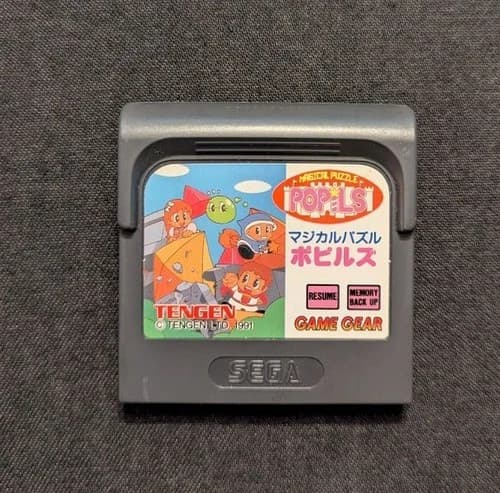 MAGICAL PUZZLE
POPILS
マジカルパズル
ポピルズ
RESUME
MEMORY
BACK UP
TENGEN
© TENGEN LTD. 1991
GAME GEAR
SEGA